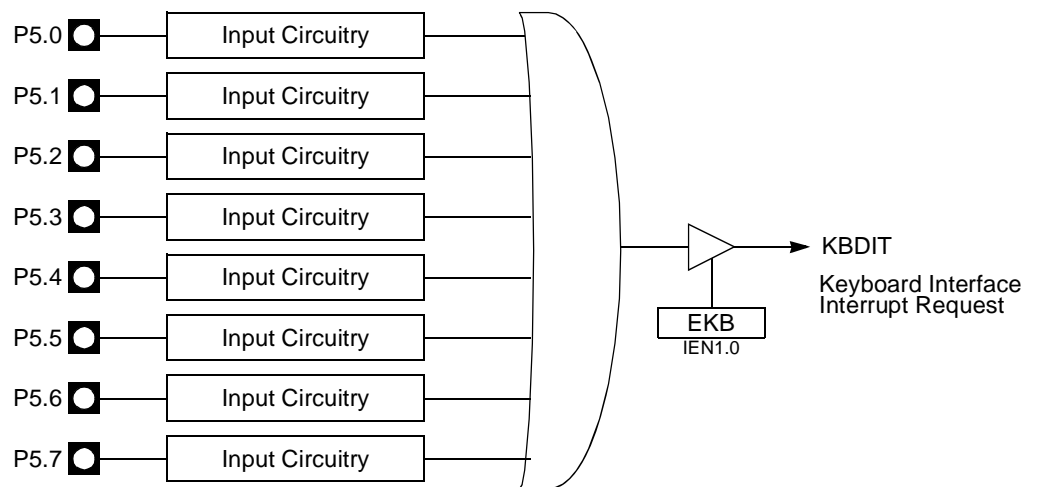 P5.0 Input Circuitry
P5.1 Input Circuitry
P5.2 Input Circuitry
P5.3 Input Circuitry
P5.4 Input Circuitry
P5.5 Input Circuitry
P5.6 Input Circuitry
P5.7 Input Circuitry
KBDIT
Keyboard Interface
Interrupt Request
EKB
IEN1.0